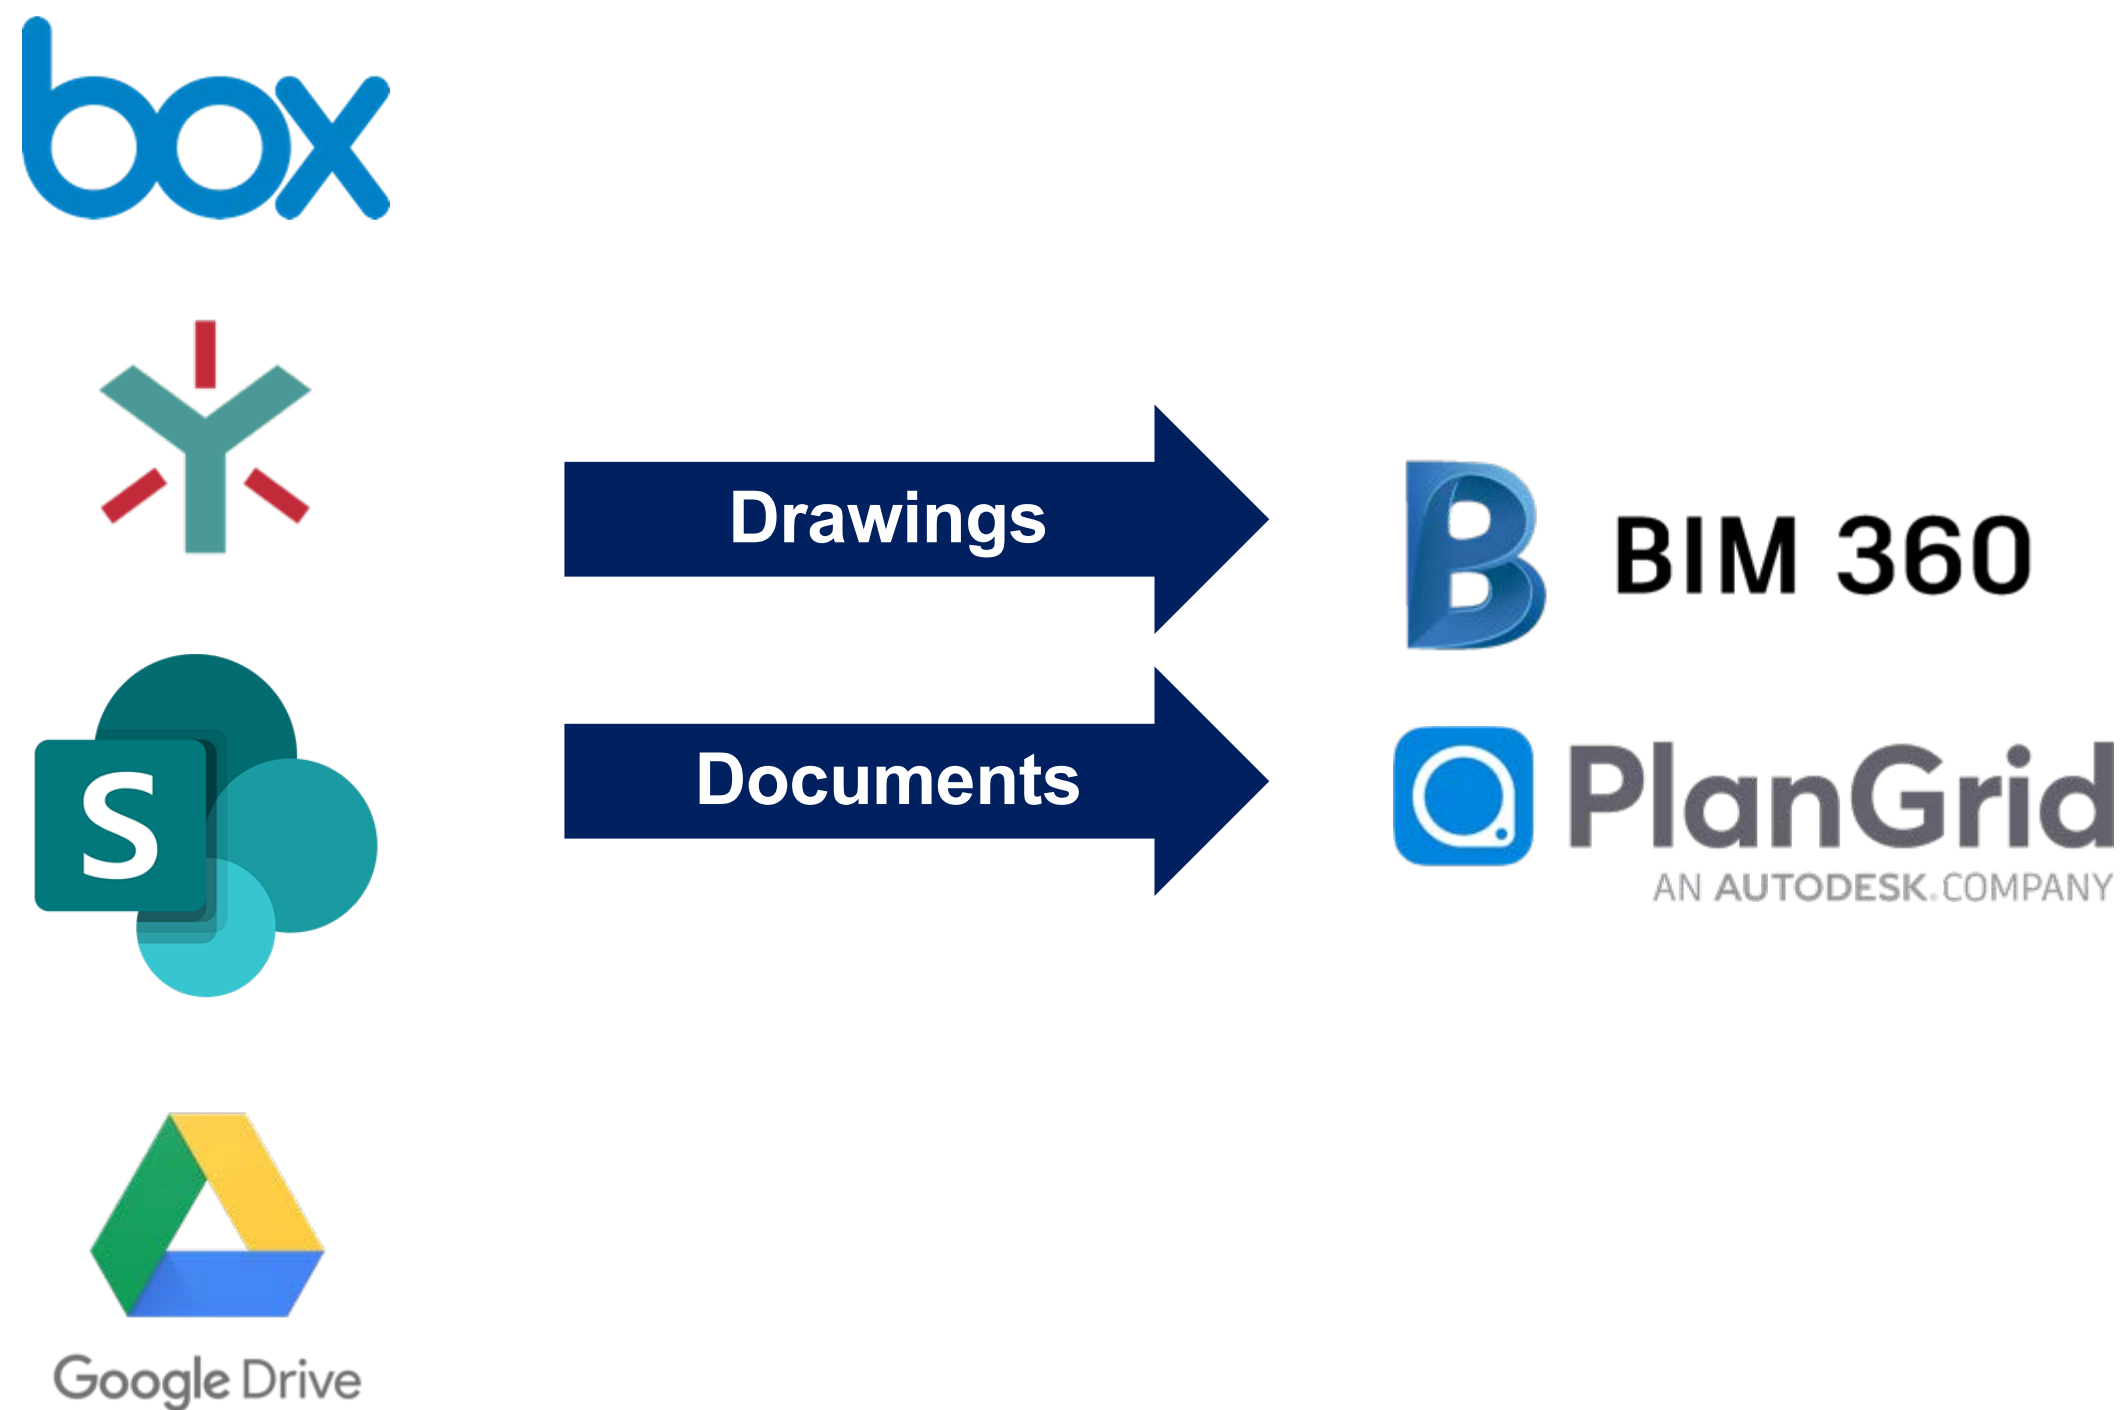 box
Drawings
BIM 360
S
Documents
PlanGrid
AN AUTODESK. COMPANY
Google Drive